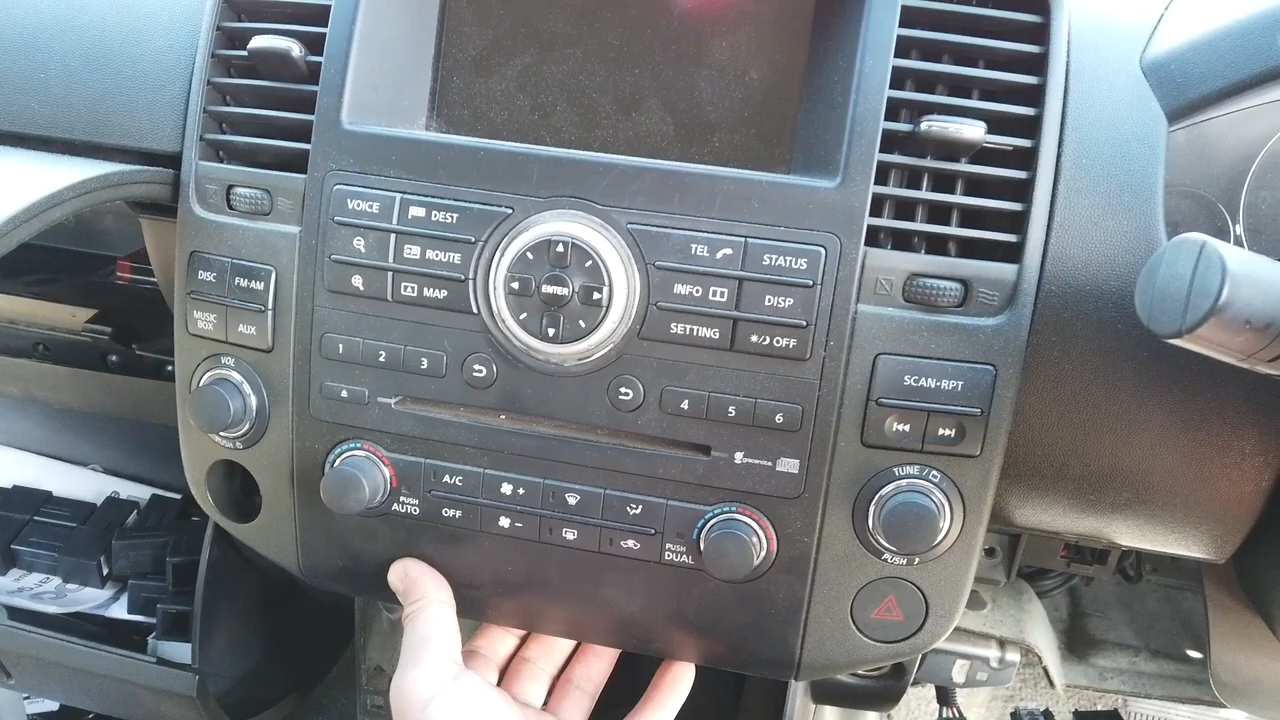 VOICE
DEST
ROUTE
MAP
ENTER
TEL
STATUS
INFO
DISP
SETTING
OFF
DISC
FM·AM
MUSIC
BOX
AUX
VOL
PUSH
1
2
3
4
5
6
gracenote
SCAN·RPT
TUNE /
PUSH
PUSH
AUTO
A/C
OFF
PUSH
DUAL